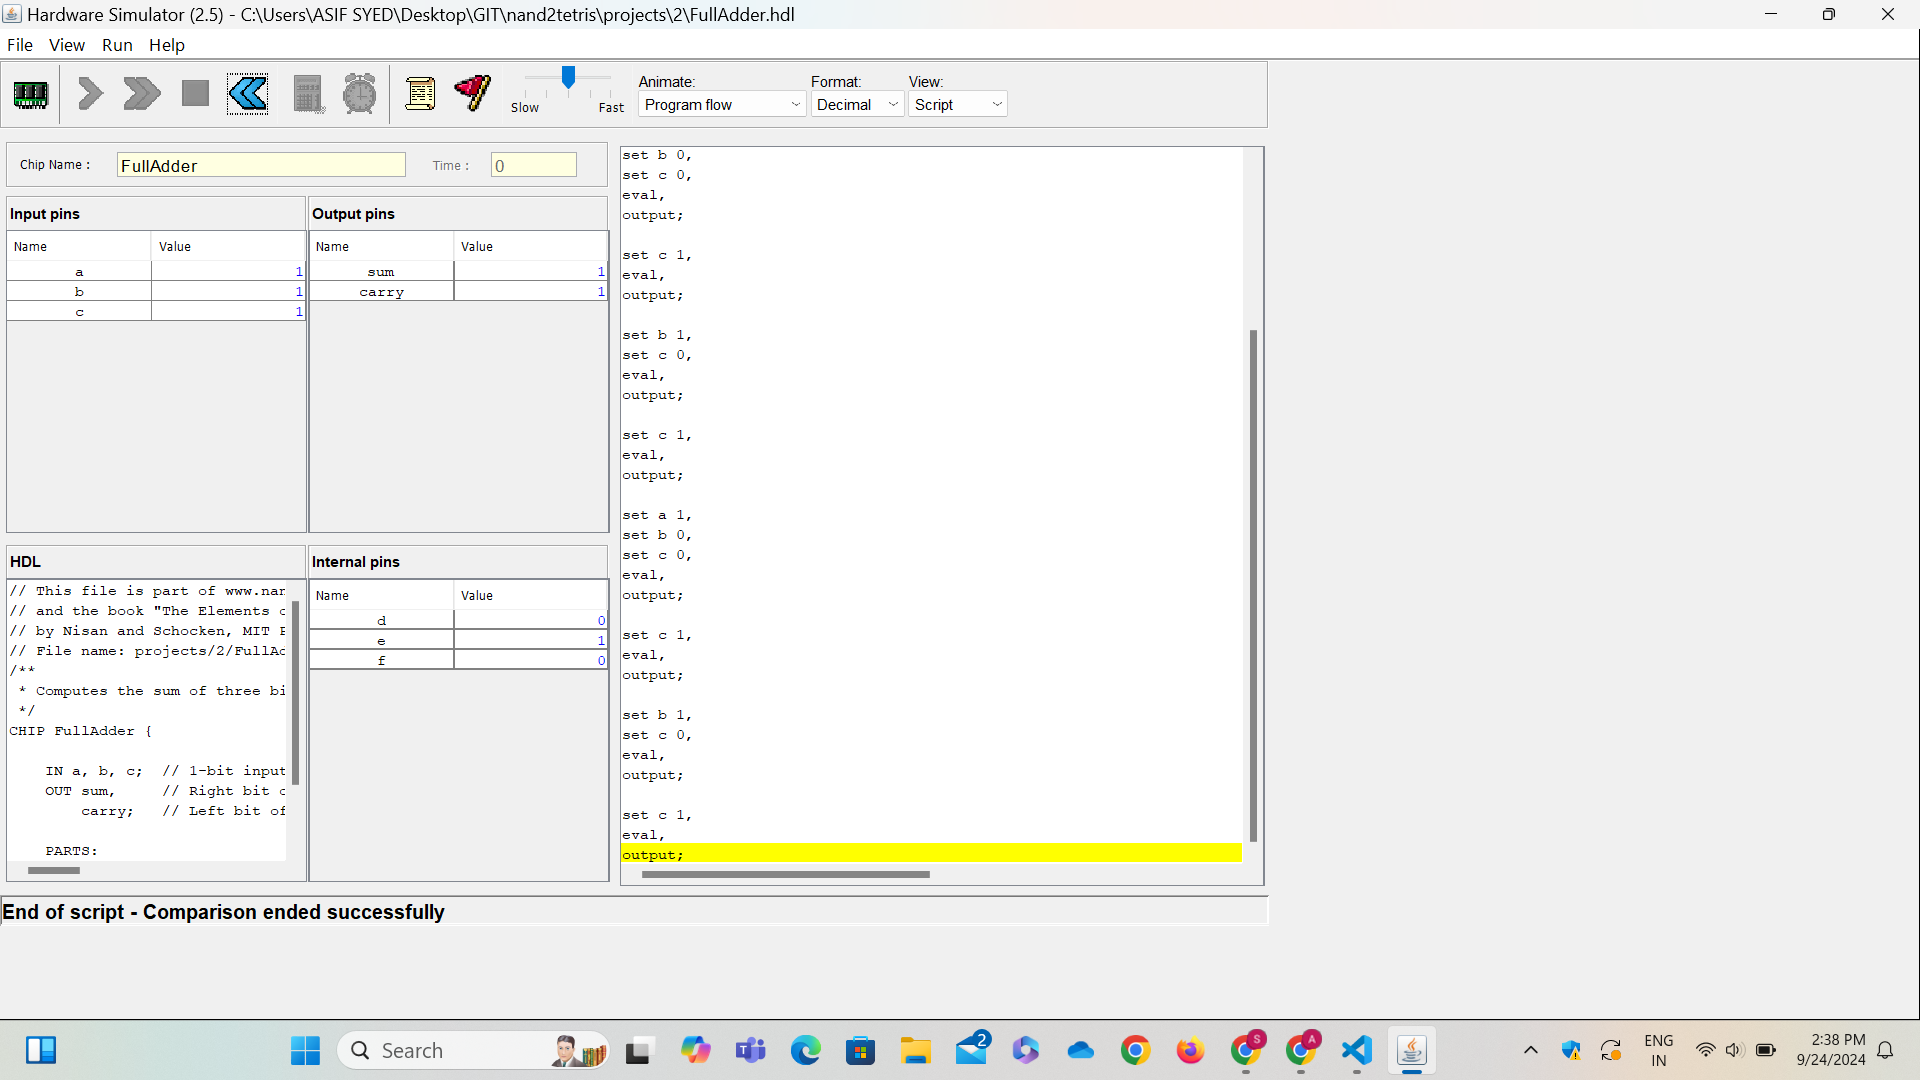 Hardware Simulator (2.5) - C:\Users\ASIF SYED\Desktop\GIT\nand2tetris\projects\2\FullAdder.hdl
File View Run Help
Slow Fast
Animate:
Program flow
Format:
Decimal
View:
Script
Chip Name :
FullAdder
Time :
0
Input pins
Name Value
a 1
b 1
c 1
Output pins
Name Value
sum 1
carry 1
HDL
// This file is part of www.nan
// and the book "The Elements
// by Nisan and Schocken, MIT
// File name: projects/2/FullAd
/**
* Computes the sum of three bi
*/
CHIP FullAdder {
IN a, b, c; // 1-bit input
OUT sum, // Right bit
carry; // Left bit of
PARTS:
Internal pins
Name Value
d 0
e 1
f 0
set b 0,
set c 0,
eval,
output;
set c 1,
eval,
output;
set b 1,
set c 0,
eval,
output;
set c 1,
eval,
output;
set a 1,
set b 0,
set c 0,
eval,
output;
set c 1,
eval,
output;
set b 1,
set c 0,
eval,
output;
set c 1,
eval,
output;
End of script - Comparison ended successfully
Search
2
S
A
ENG
IN
2:38 PM
9/24/2024